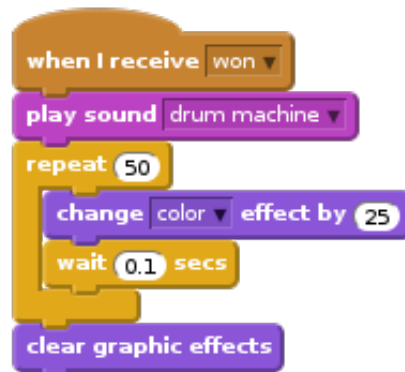 when I receive won
play sound drum machine
repeat 50
change color effect by 25
wait 0.1 secs
clear graphic effects